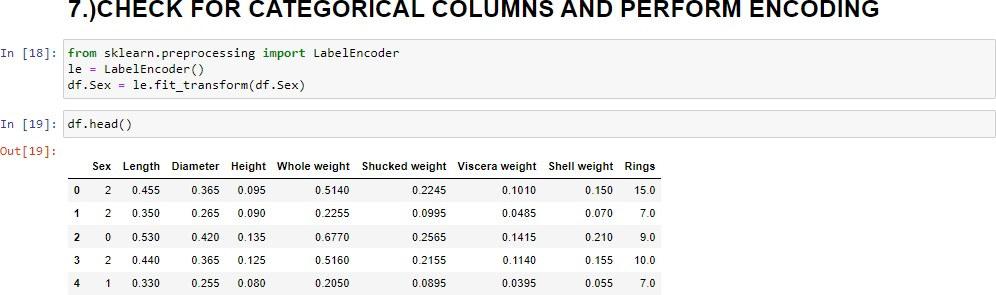 7.)CHECK FOR CATEGORICAL COLUMNS AND PERFORM ENCODING
In [18]: from sklearn.preprocessing import LabelEncoder
le = LabelEncoder()
df.Sex = le.fit_transform(df.Sex)
In [19]: df.head()
Out[19]:
Sex Length Diameter Height Whole weight Shucked weight Viscera weight Shell weight Rings
0 2 0.455 0.365 0.095 0.5140 0.2245 0.1010 0.150 15.0
1 2 0.350 0.265 0.090 0.2255 0.0995 0.0485 0.070 7.0
2 0 0.530 0.420 0.135 0.6770 0.2565 0.1415 0.210 9.0
3 2 0.440 0.365 0.125 0.5160 0.2155 0.1140 0.155 10.0
4 1 0.330 0.255 0.080 0.2050 0.0895 0.0395 0.055 7.0